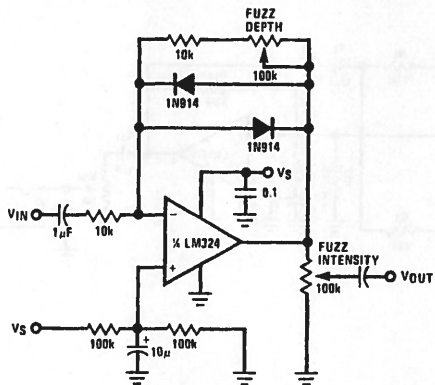 FUZZ
DEPTH
10k
100k
1N914
1N914
VS
0.1
VIN
1μF
10k
−
¼ LM324
+
FUZZ
INTENSITY
100k
VOUT
VS
100k
+
10μ
100k